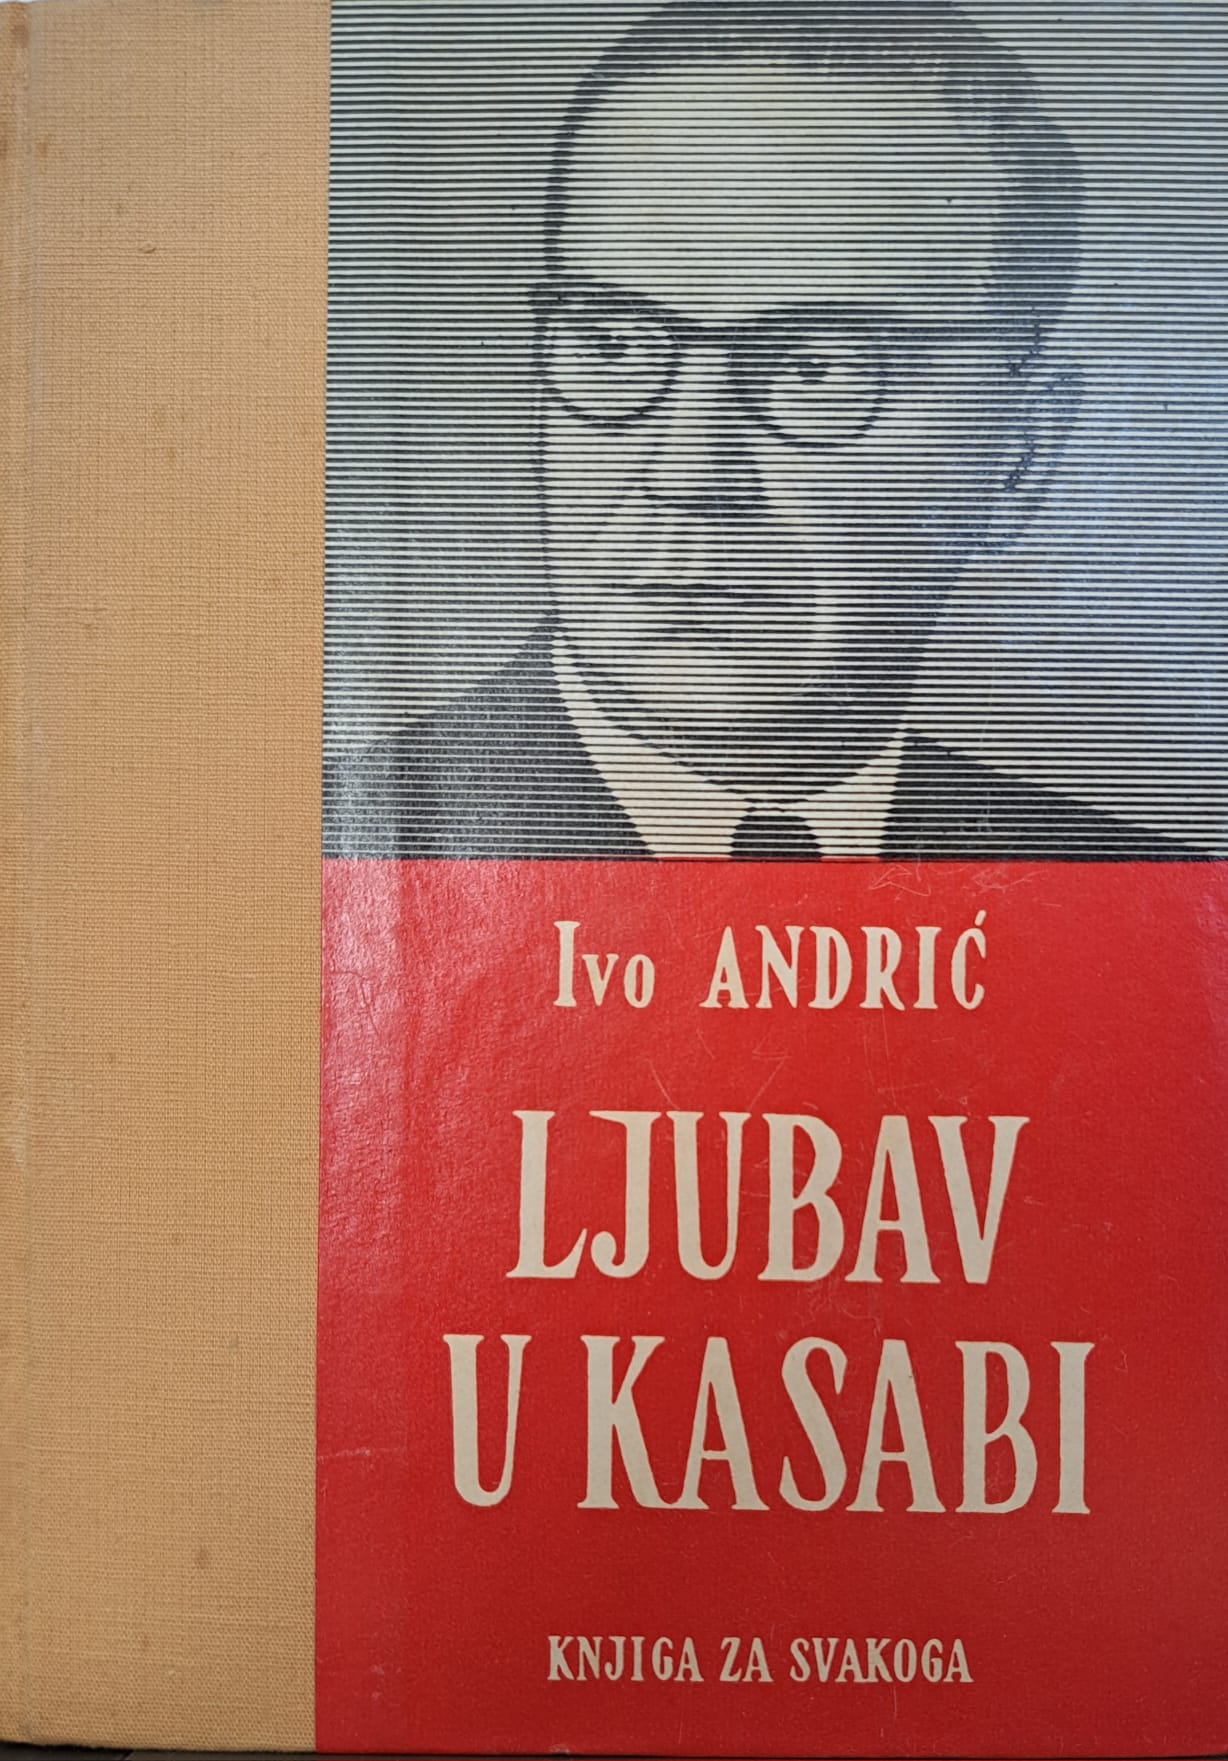 Ivo ANDRIĆ
LJUBAV
U KASABI
KNJIGA ZA SVAKOGA